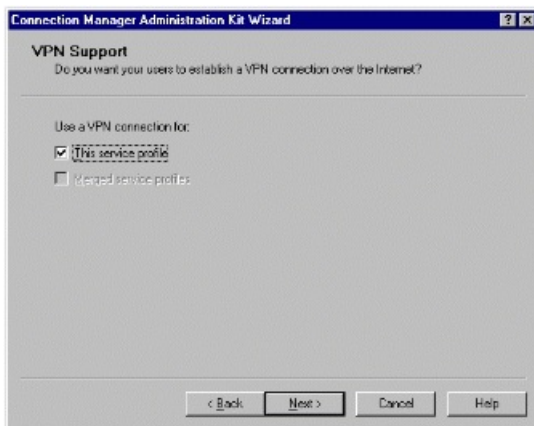 Connection Manager Administration Kit Wizard
VPN Support
Do you want your users to establish a VPN connection over the Internet?
Use a VPN connection for:
This service profile
Merged service profiles
< Back
Next >
Cancel
Help